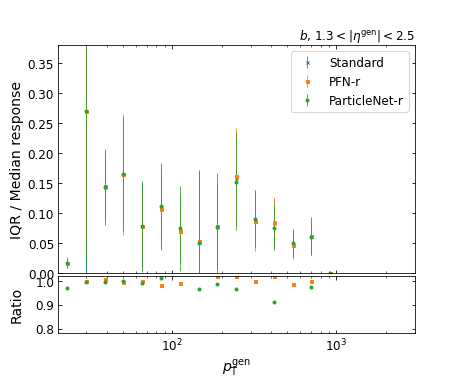 b, 1.3 < |η^gen| < 2.5
Standard
PFN-r
ParticleNet-r
IQR / Median response
0.35
0.30
0.25
0.20
0.15
0.10
0.05
0.00
Ratio
1.0
0.9
0.8
10^2
10^3
p_T^gen